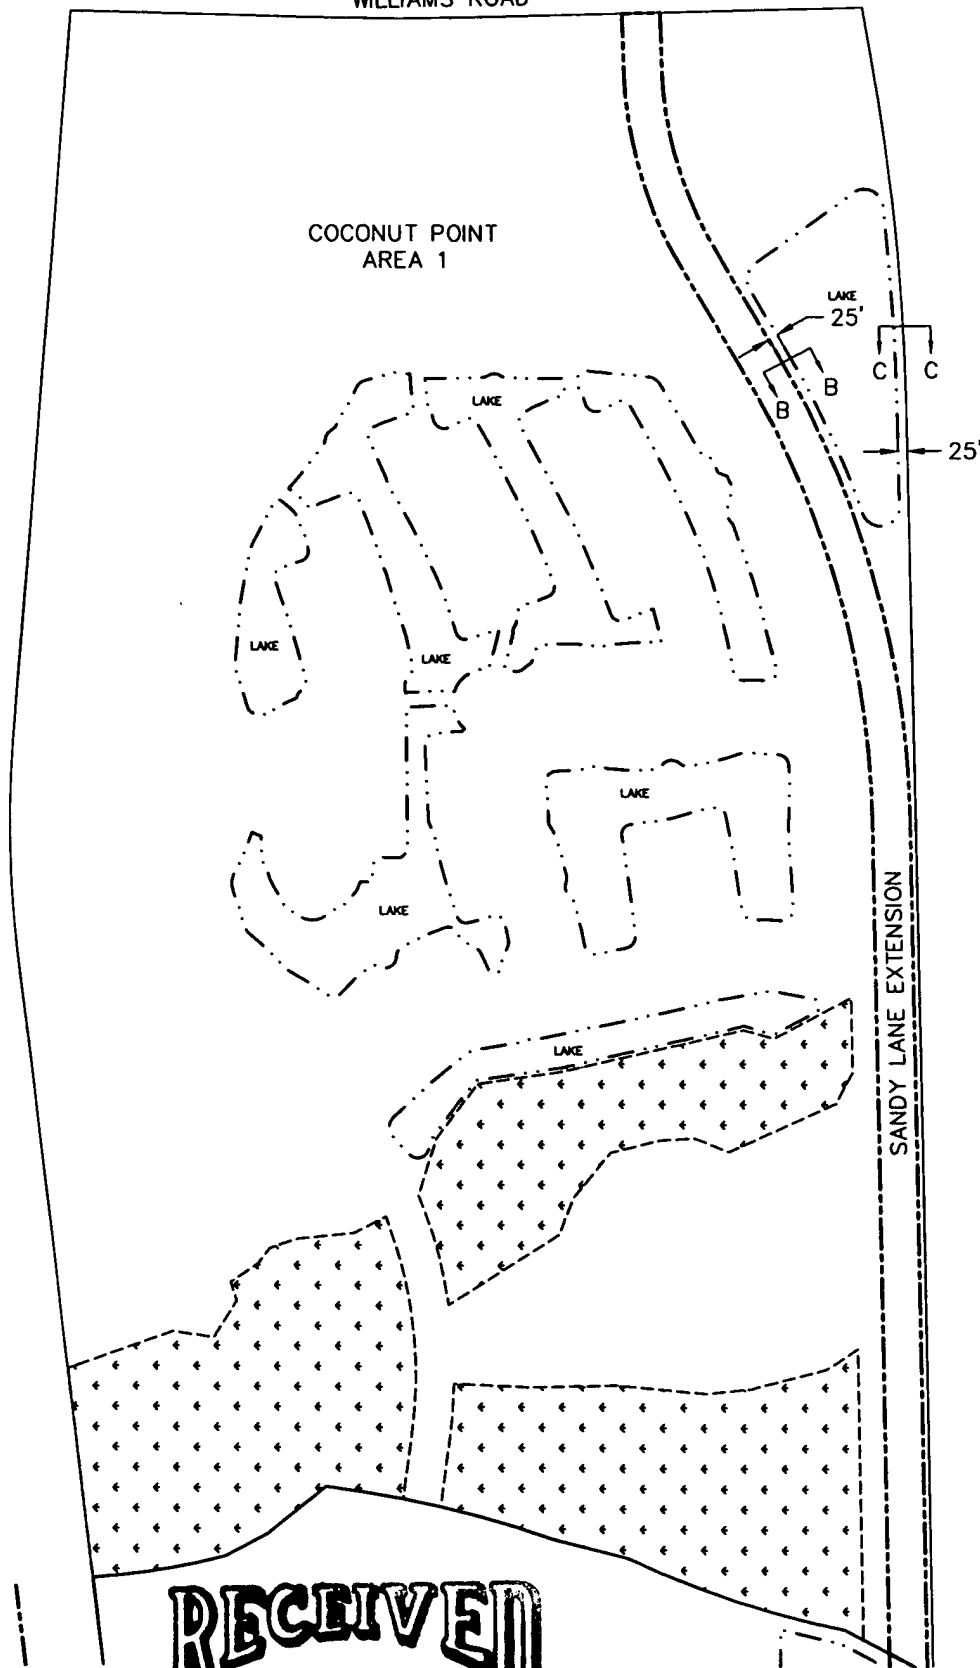 WILLIAMS ROAD
COCONUT POINT
AREA 1
LAKE
25'
C
C
B
B
25'
LAKE
LAKE
LAKE
LAKE
LAKE
LAKE
SANDY LANE EXTENSION
RECEIVED